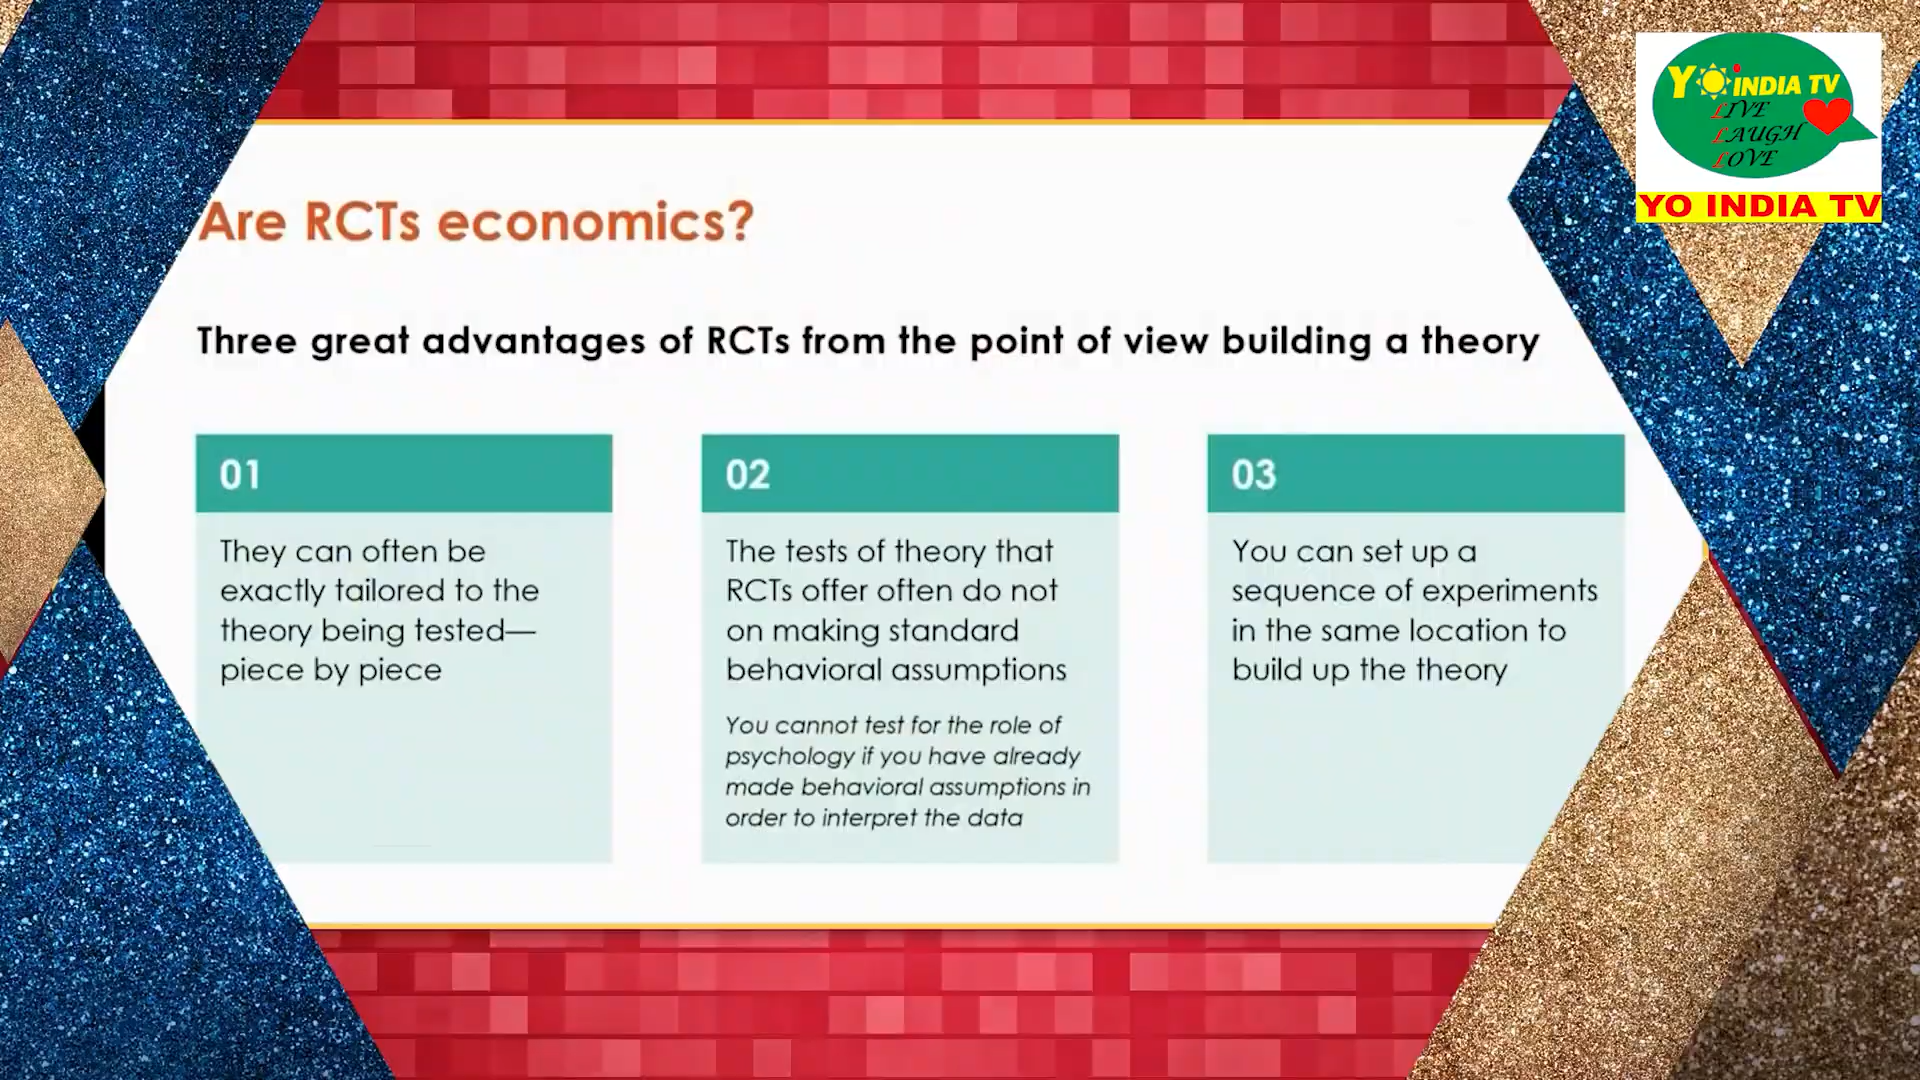 YO INDIA TV
LIVE
LAUGH
LOVE
YO INDIA TV
Are RCTs economics?
Three great advantages of RCTs from the point of view building a theory
01
They can often be
exactly tailored to the
theory being tested—
piece by piece
02
The tests of theory that
RCTs offer often do not
on making standard
behavioral assumptions
You cannot test for the role of
psychology if you have already
made behavioral assumptions in
order to interpret the data
03
You can set up a
sequence of experiments
in the same location to
build up the theory